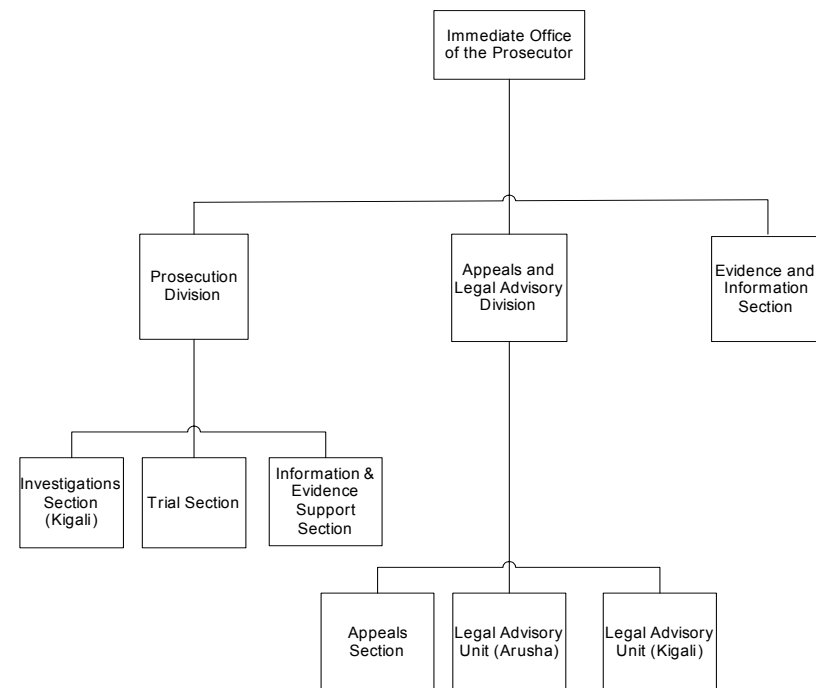 Immediate Office
of the Prosecutor
Prosecution
Division
Appeals and
Legal Advisory
Division
Evidence and
Information
Section
Investigations
Section
(Kigali)
Trial Section
Information &
Evidence
Support
Section
Appeals
Section
Legal Advisory
Unit (Arusha)
Legal Advisory
Unit (Kigali)